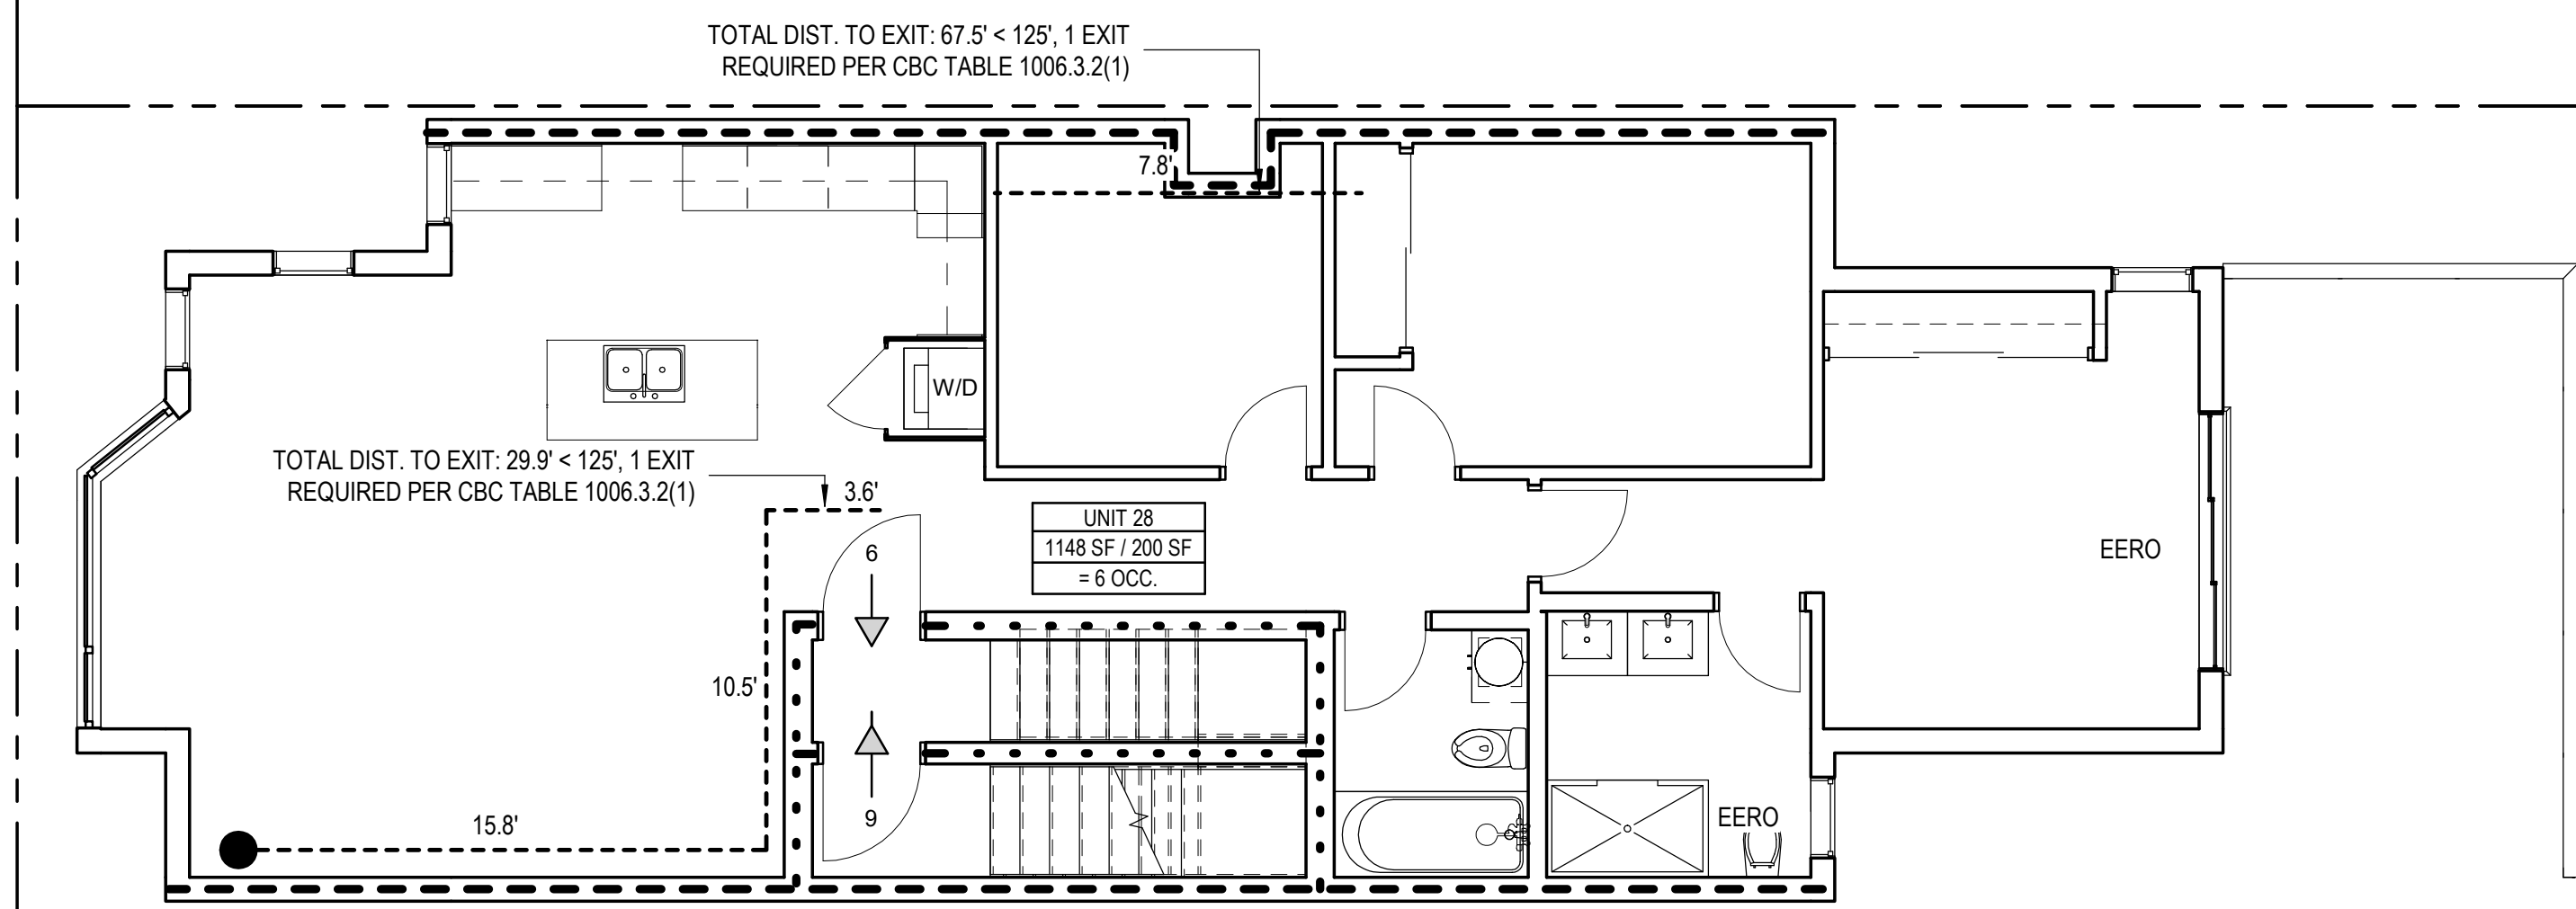 TOTAL DIST. TO EXIT: 67.5' < 125', 1 EXIT
REQUIRED PER CBC TABLE 1006.3.2(1)
7.8'
W/D
TOTAL DIST. TO EXIT: 29.9' < 125', 1 EXIT
REQUIRED PER CBC TABLE 1006.3.2(1)
3.6'
UNIT 28
1148 SF / 200 SF
= 6 OCC.
6
EERO
10.5'
15.8'
9
EERO